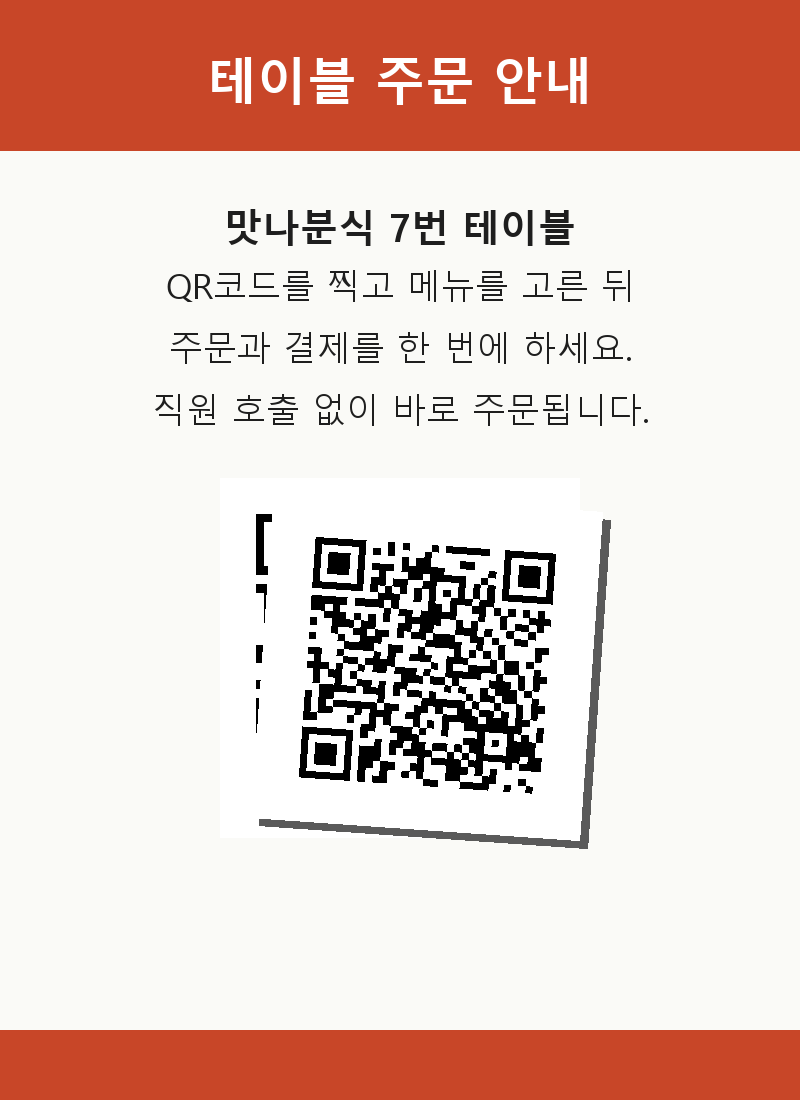 테이블 주문 안내
맛나분식 7번 테이블
QR코드를 찍고 메뉴를 고른 뒤
주문과 결제를 한 번에 하세요.
직원 호출 없이 바로 주문됩니다.